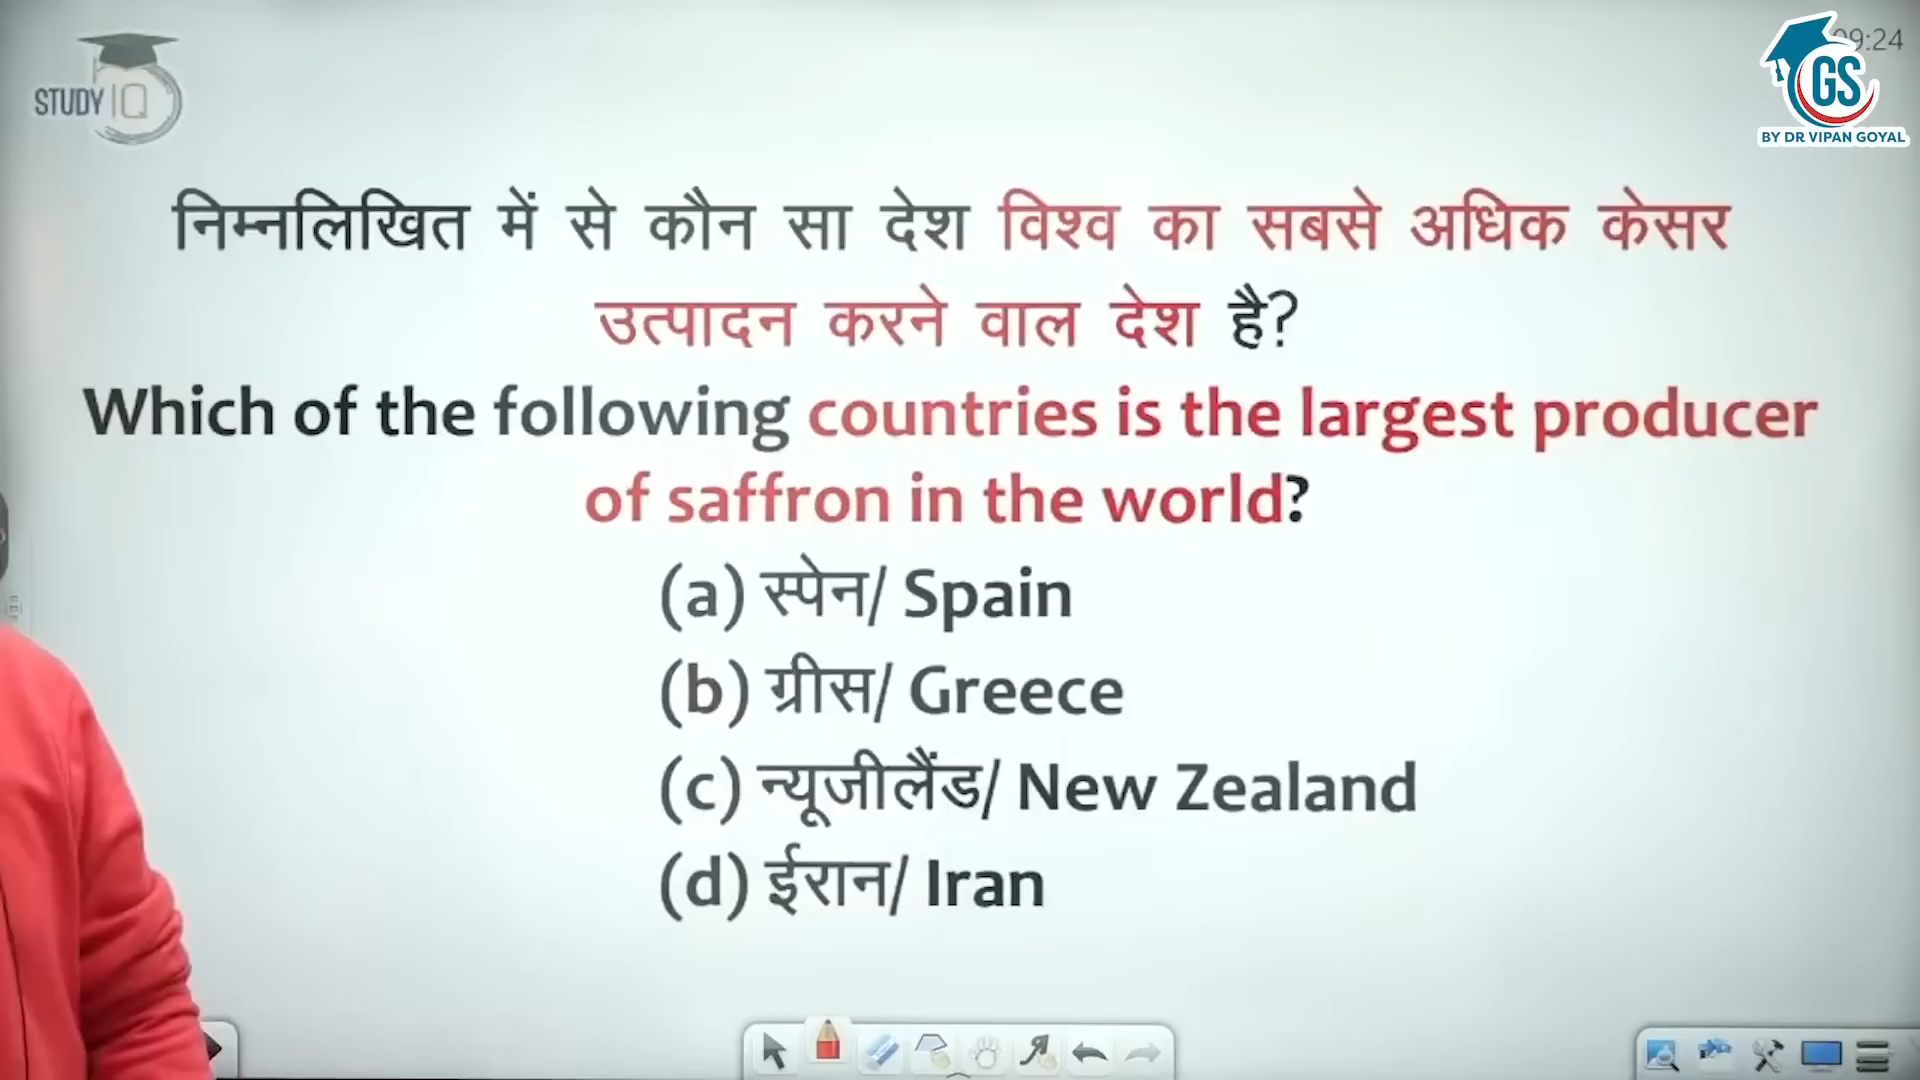 STUDY IQ
09:24
GS
BY DR VIPAN GOYAL
निम्नलिखित में से कौन सा देश विश्व का सबसे अधिक केसर
उत्पादन करने वाल देश है?
Which of the following countries is the largest producer
of saffron in the world?
(a) स्पेन/ Spain
(b) ग्रीस/ Greece
(c) न्यूजीलैंड/ New Zealand
(d) ईरान/ Iran